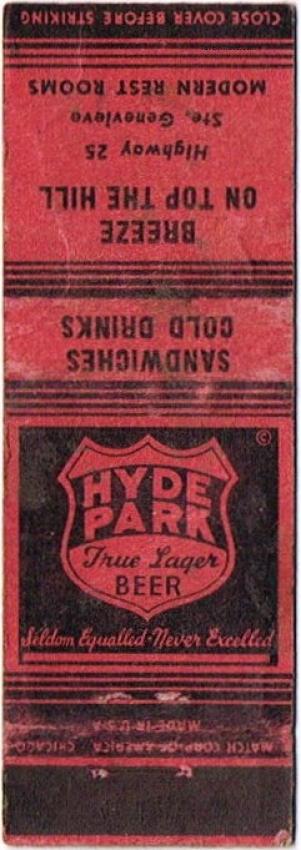 CLOSE COVER BEFORE STRIKING
BREEZE
ON TOP THE HILL
Highway 25
Ste. Genevieve
MODERN REST ROOMS
SANDWICHES
COLD DRINKS
©
HYDE
PARK
True Lager
BEER
Seldom Equalled-Never Excelled
MATCH CORP. OF AMERICA CHICAGO
MADE IN U.S.A.